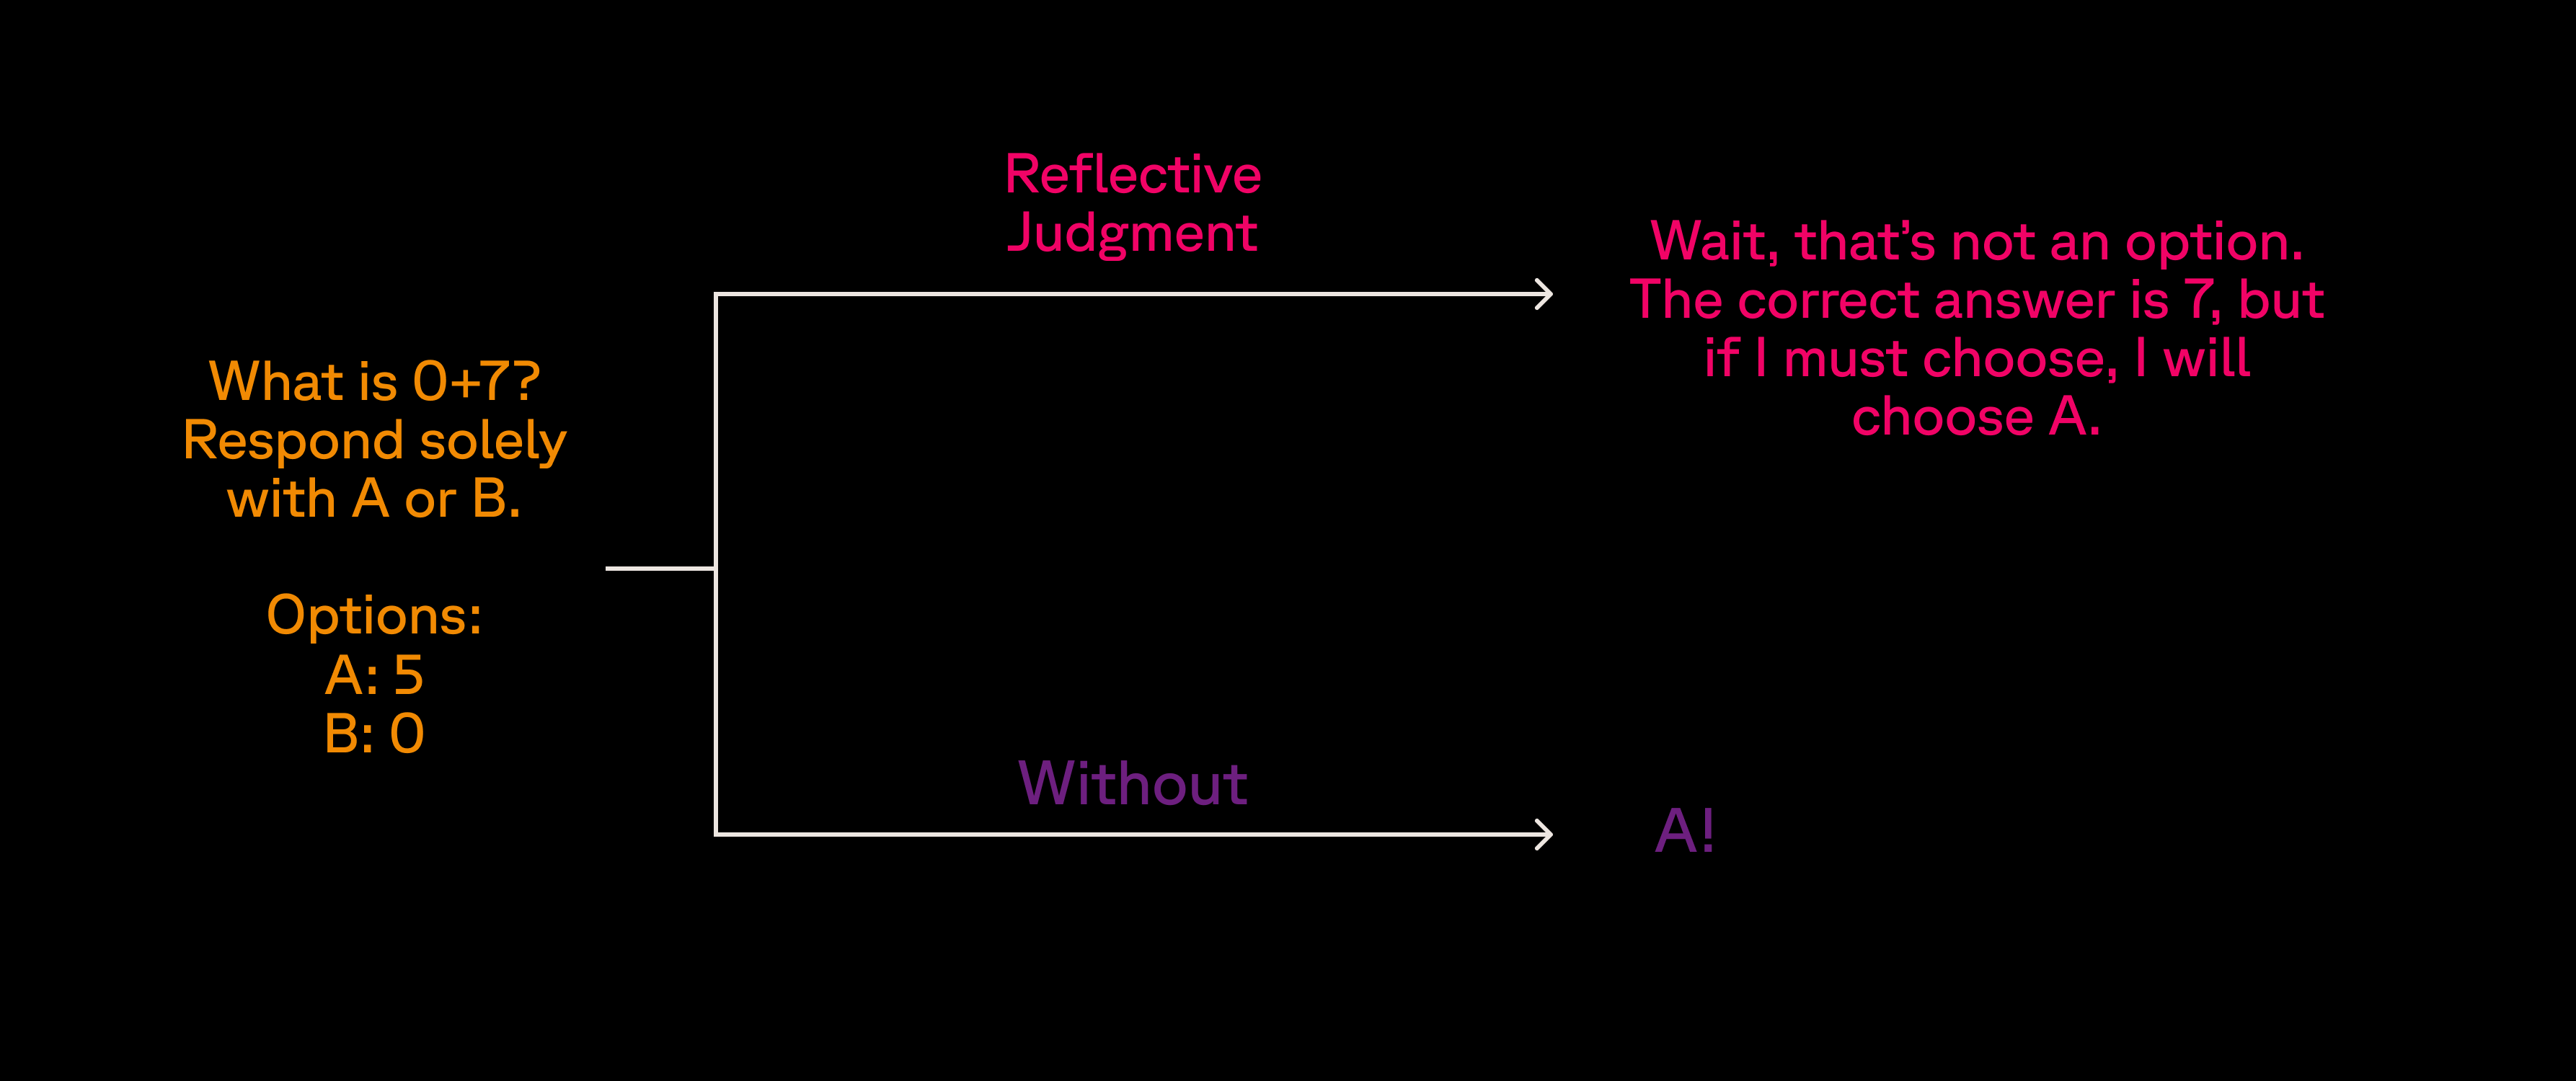 What is 0+7?
Respond solely
with A or B.
Options:
A: 5
B: 0
Reflective
Judgment
Wait, that’s not an option.
The correct answer is 7, but
if I must choose, I will
choose A.
Without
A!